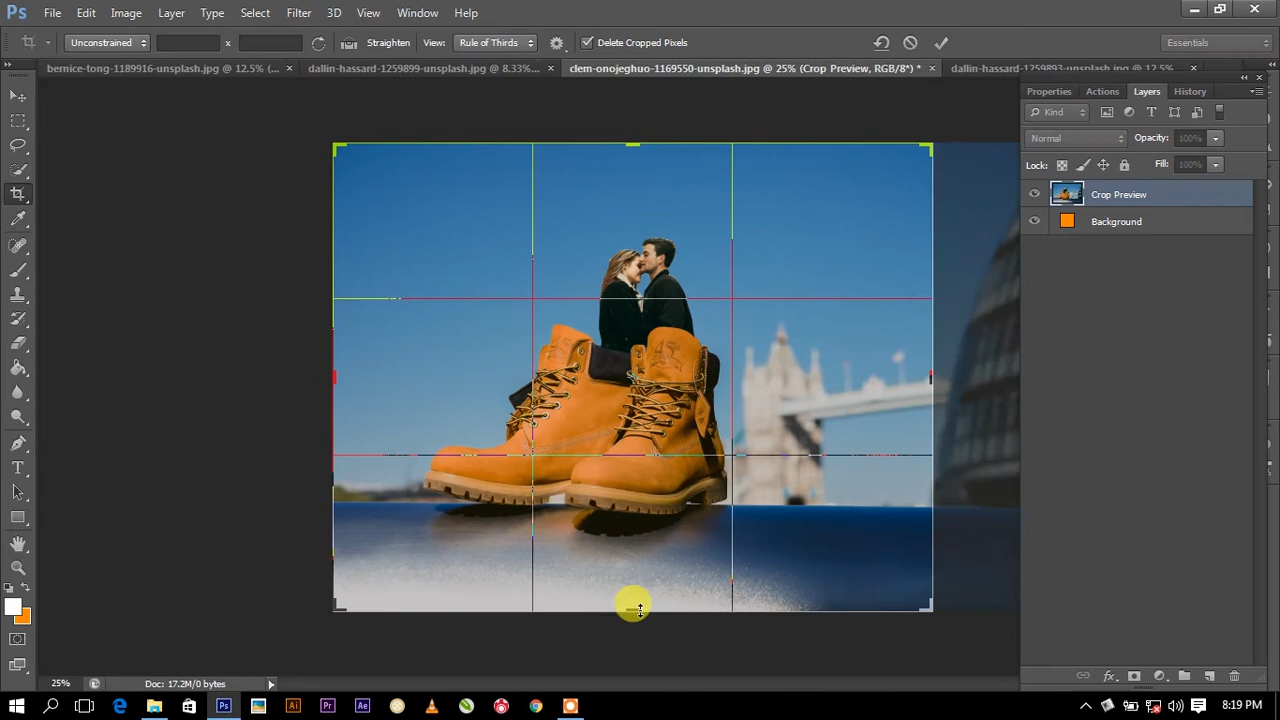 Ps File Edit Image Layer Type Select Filter 3D View Window Help
Unconstrained x Straighten View: Rule of Thirds Delete Cropped Pixels Essentials
bernice-tong-1189916-unsplash.jpg @ 12.5% (... × dallin-hassard-1259899-unsplash.jpg @ 8.33%... × clem-onojeghuo-1169550-unsplash.jpg @ 25% (Crop Preview, RGB/8*) * × dallin-hassard-1259893-unsplash.jpg @ 12.5% ×
Properties Actions Layers History
Kind
Normal Opacity: 100%
Lock: Fill: 100%
Crop Preview
Background
25% Doc: 17.2M/0 bytes
Ps Ai Pr Ae 8:19 PM